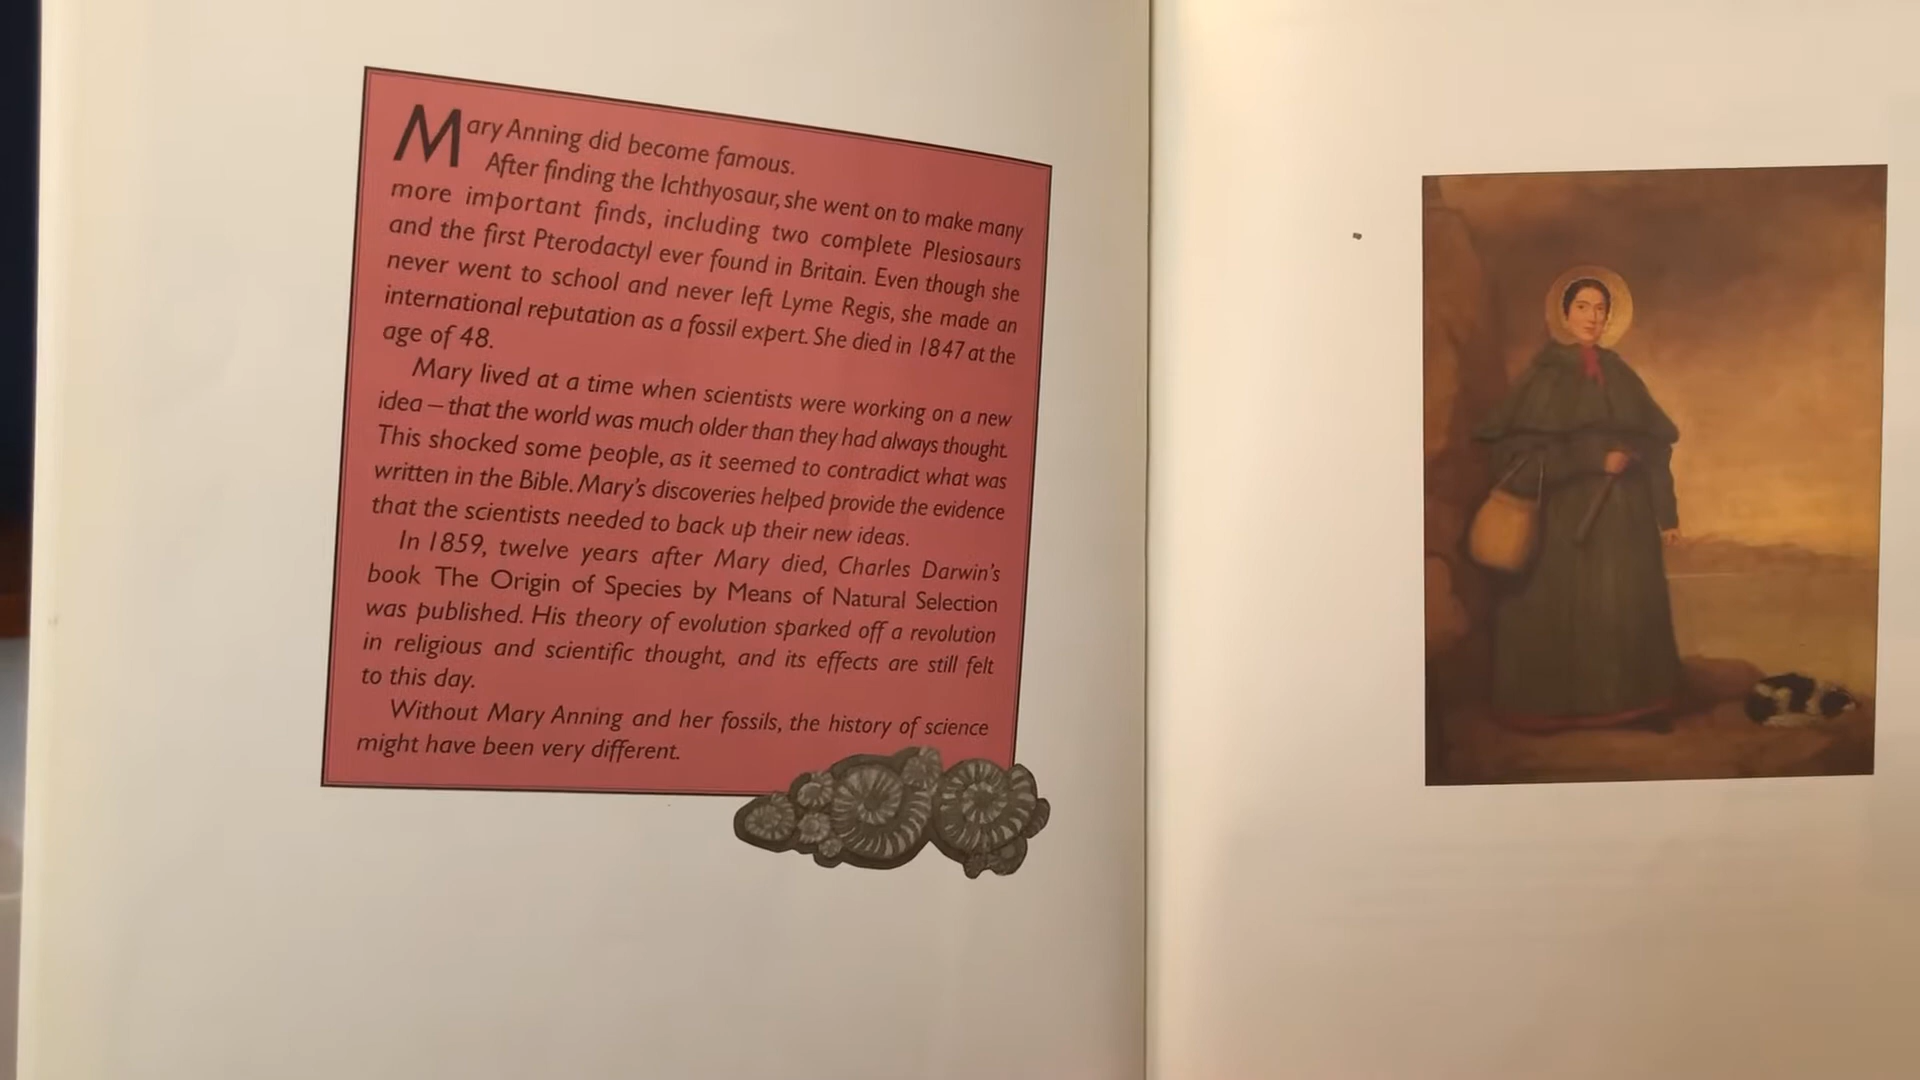 Mary Anning did become famous.
After finding the Ichthyosaur, she went on to make many
more important finds, including two complete Plesiosaurs
and the first Pterodactyl ever found in Britain. Even though she
never went to school and never left Lyme Regis, she made an
international reputation as a fossil expert. She died in 1847 at the
age of 48.
Mary lived at a time when scientists were working on a new
idea – that the world was much older than they had always thought.
This shocked some people, as it seemed to contradict what was
written in the Bible. Mary's discoveries helped provide the evidence
that the scientists needed to back up their new ideas.
In 1859, twelve years after Mary died, Charles Darwin's
book The Origin of Species by Means of Natural Selection
was published. His theory of evolution sparked off a revolution
in religious and scientific thought, and its effects are still felt
to this day.
Without Mary Anning and her fossils, the history of science
might have been very different.